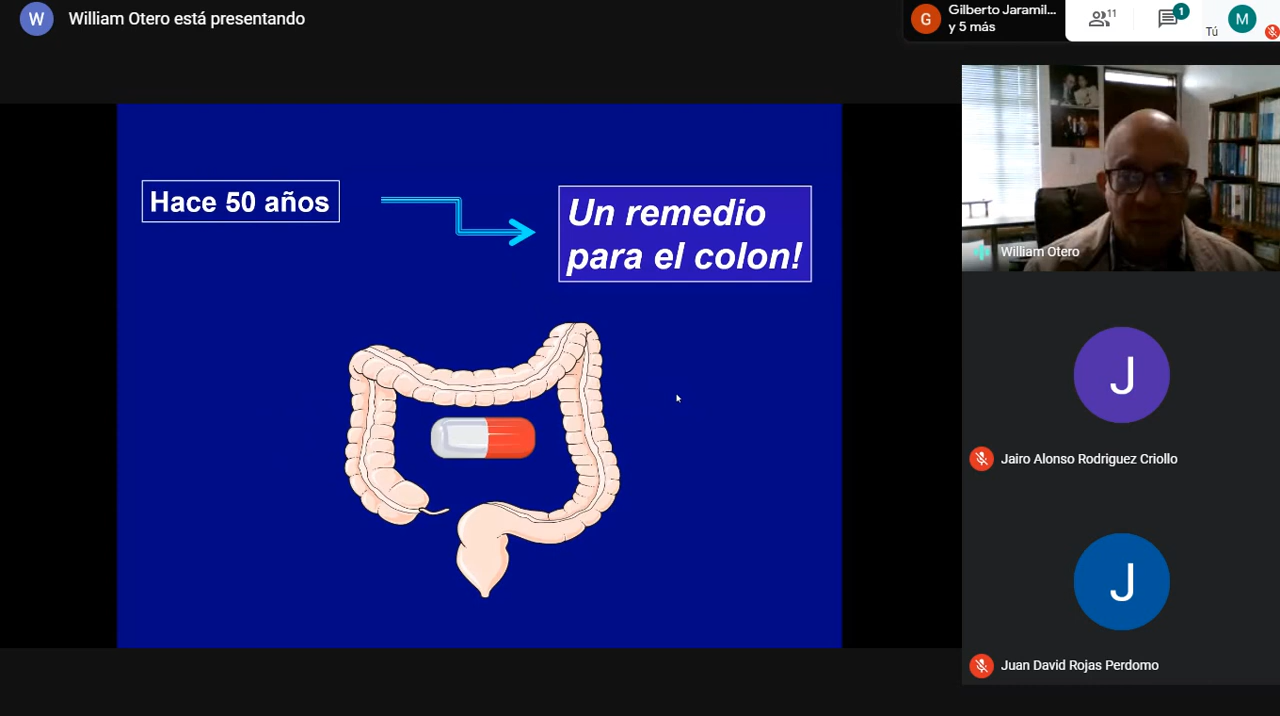 W
William Otero está presentando
G
Gilberto Jaramil...
y 5 más
11
1
Tú
M
Hace 50 años
Un remedio
para el colon!
William Otero
J
Jairo Alonso Rodriguez Criollo
J
Juan David Rojas Perdomo